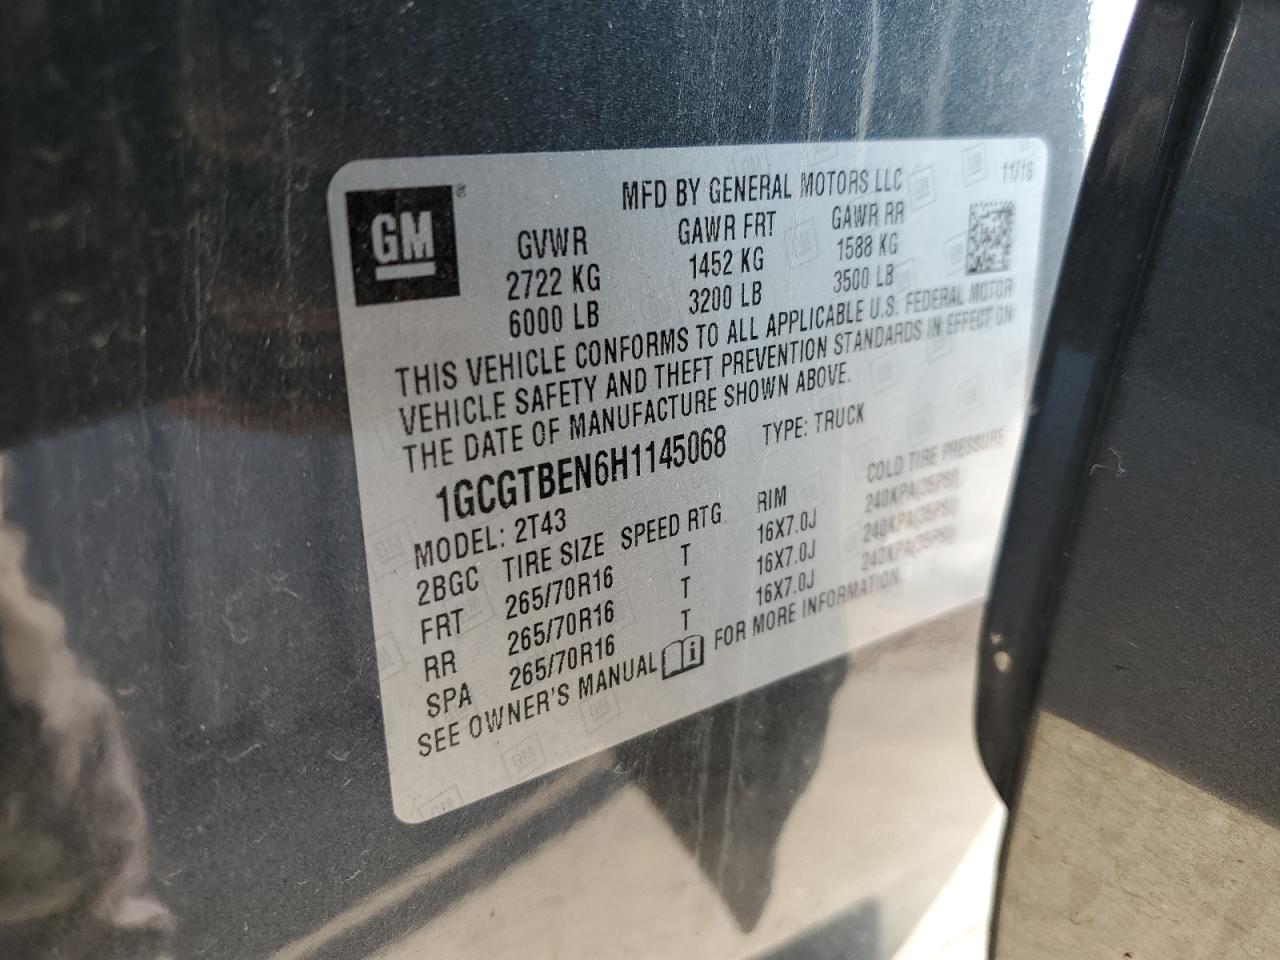 GM ®
MFD BY GENERAL MOTORS LLC 11/16
GVWR GAWR FRT GAWR RR
2722 KG 1452 KG 1588 KG
6000 LB 3200 LB 3500 LB
THIS VEHICLE CONFORMS TO ALL APPLICABLE U.S. FEDERAL MOTOR
VEHICLE SAFETY AND THEFT PREVENTION STANDARDS IN EFFECT ON
THE DATE OF MANUFACTURE SHOWN ABOVE.
1GCGTBEN6H1145068 TYPE: TRUCK
MODEL: 2T43
2BGC TIRE SIZE SPEED RTG RIM COLD TIRE PRESSURE
FRT 265/70R16 T 16X7.0J 240KPA(35PSI)
RR 265/70R16 T 16X7.0J 240KPA(35PSI)
SPA 265/70R16 T 16X7.0J 240KPA(35PSI)
SEE OWNER'S MANUAL FOR MORE INFORMATION.